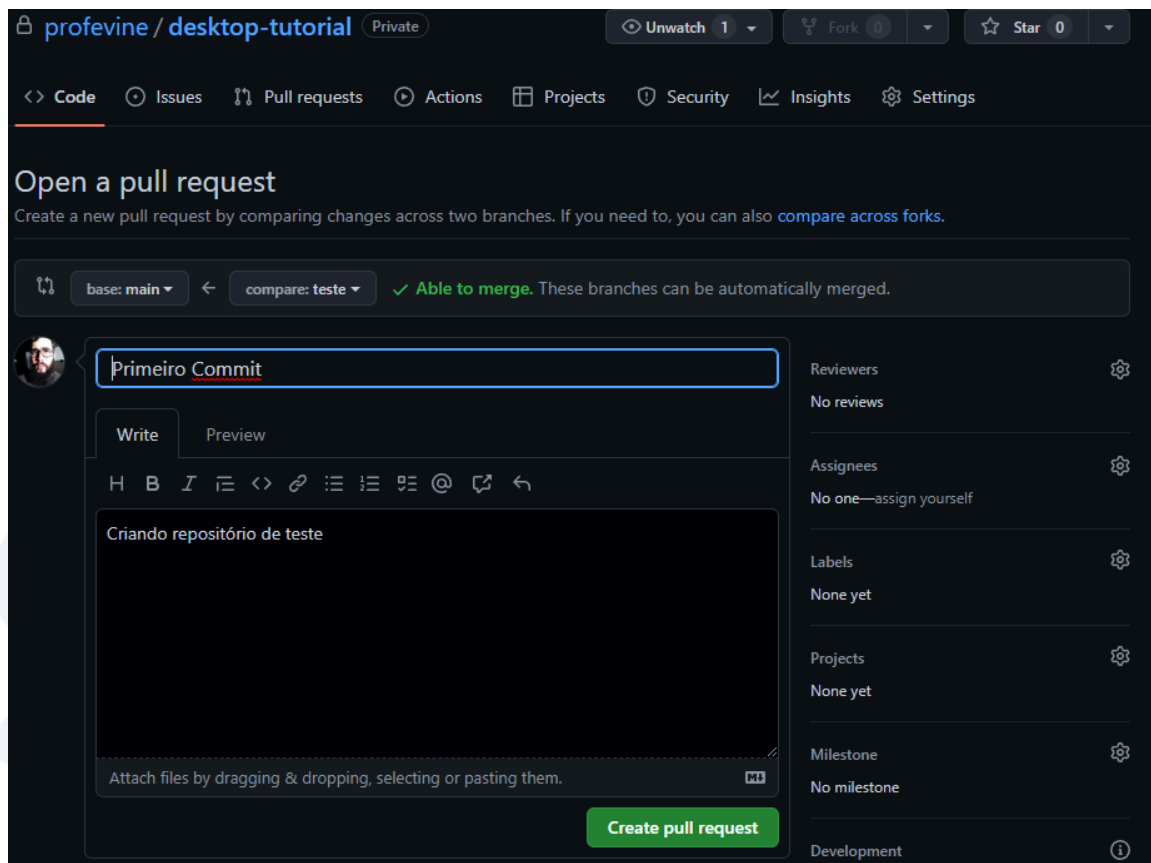 profevine / desktop-tutorial Private Unwatch 1 Fork 0 Star 0
<> Code Issues Pull requests Actions Projects Security Insights Settings
Open a pull request
Create a new pull request by comparing changes across two branches. If you need to, you can also compare across forks.
base: main ← compare: teste ✓ Able to merge. These branches can be automatically merged.
Primeiro Commit
Write Preview
H B I <> @
Criando repositório de teste
Attach files by dragging & dropping, selecting or pasting them.
Create pull request
Reviewers
No reviews
Assignees
No one—assign yourself
Labels
None yet
Projects
None yet
Milestone
No milestone
Development